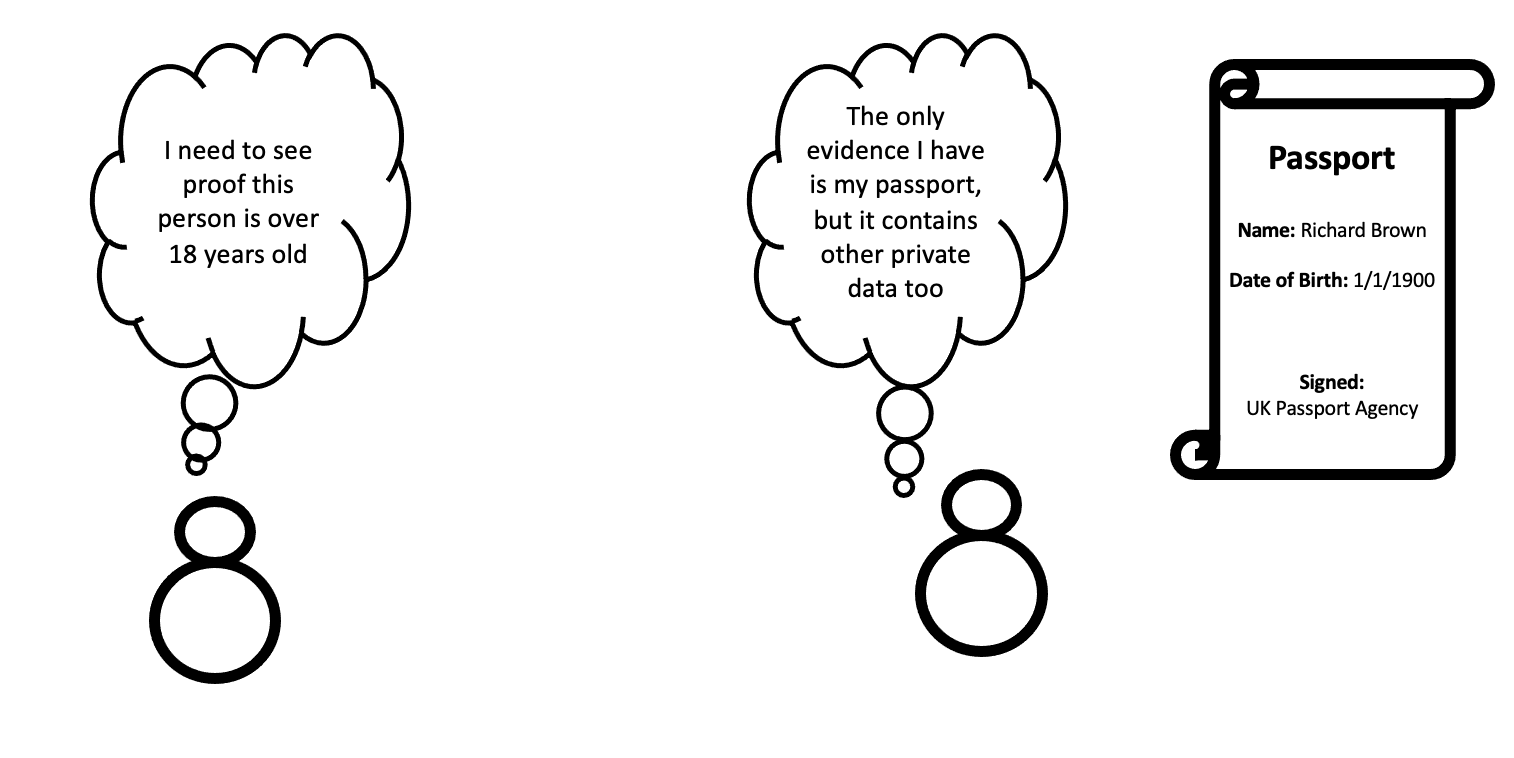 I need to see
proof this
person is over
18 years old
The only
evidence I have
is my passport,
but it contains
other private
data too
Passport
Name: Richard Brown
Date of Birth: 1/1/1900
Signed:
UK Passport Agency